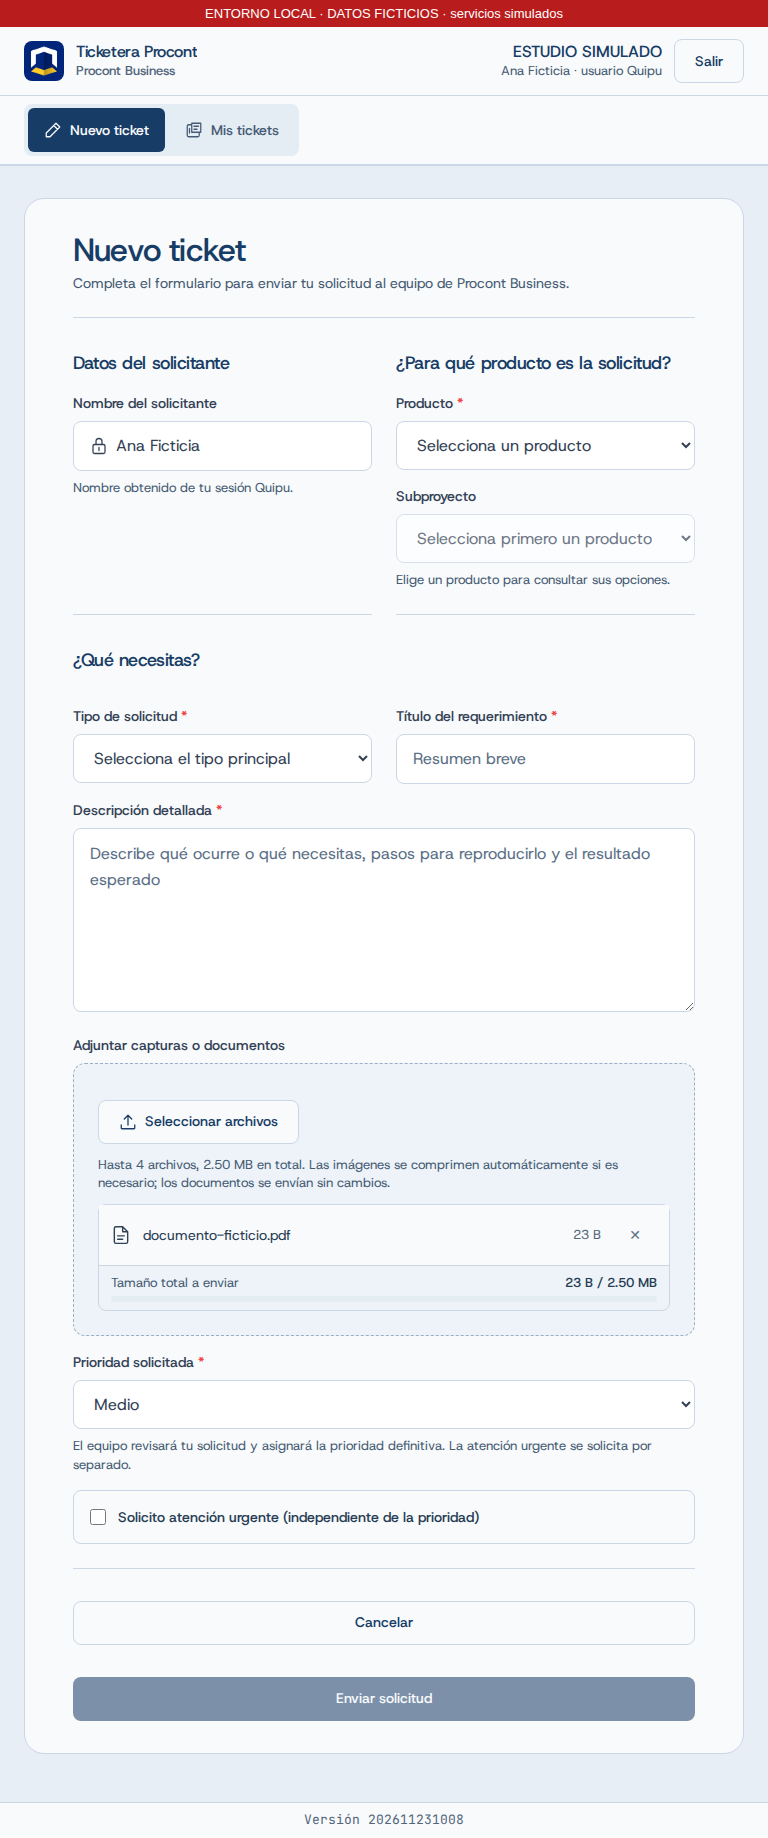 ENTORNO LOCAL · DATOS FICTICIOS · servicios simulados
Ticketera Procont
Procont Business
ESTUDIO SIMULADO
Ana Ficticia · usuario Quipu
Salir
Nuevo ticket
Mis tickets
Nuevo ticket
Completa el formulario para enviar tu solicitud al equipo de Procont Business.
Datos del solicitante
Nombre del solicitante
Ana Ficticia
Nombre obtenido de tu sesión Quipu.
¿Para qué producto es la solicitud?
Producto *
Selecciona un producto
Subproyecto
Selecciona primero un producto
Elige un producto para consultar sus opciones.
¿Qué necesitas?
Tipo de solicitud *
Selecciona el tipo principal
Título del requerimiento *
Resumen breve
Descripción detallada *
Describe qué ocurre o qué necesitas, pasos para reproducirlo y el resultado
esperado
Adjuntar capturas o documentos
Seleccionar archivos
Hasta 4 archivos, 2.50 MB en total. Las imágenes se comprimen automáticamente si es
necesario; los documentos se envían sin cambios.
documento-ficticio.pdf 23 B ✕
Tamaño total a enviar 23 B / 2.50 MB
Prioridad solicitada *
Medio
El equipo revisará tu solicitud y asignará la prioridad definitiva. La atención urgente se solicita por
separado.
Solicito atención urgente (independiente de la prioridad)
Cancelar
Enviar solicitud
Versión 202611231008